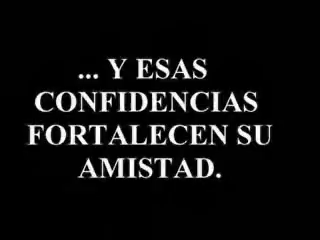 ... Y ESAS
CONFIDENCIAS
FORTALECEN SU
AMISTAD.